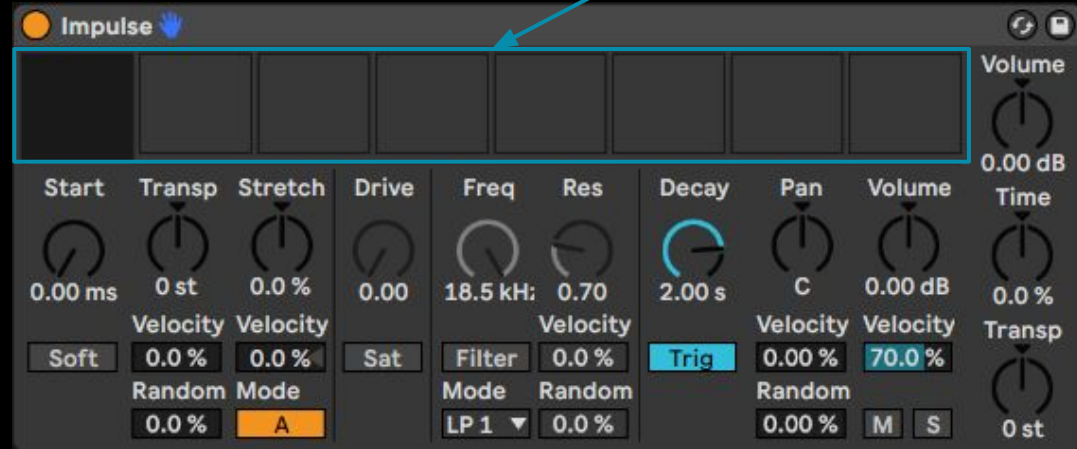 Impulse
Volume
0.00 dB
Start Transp Stretch Drive Freq Res Decay Pan Volume
Time
0.00 ms 0 st 0.0 % 0.00 18.5 kHz 0.70 2.00 s C 0.00 dB
0.0 %
Velocity Velocity Velocity Velocity Velocity
Transp
Soft 0.0 % 0.0 % Sat Filter 0.0 % Trig 0.00 % 70.0 %
Random Mode Mode Random Random
0.0 % A LP 1 0.0 % 0.00 % M S
0 st